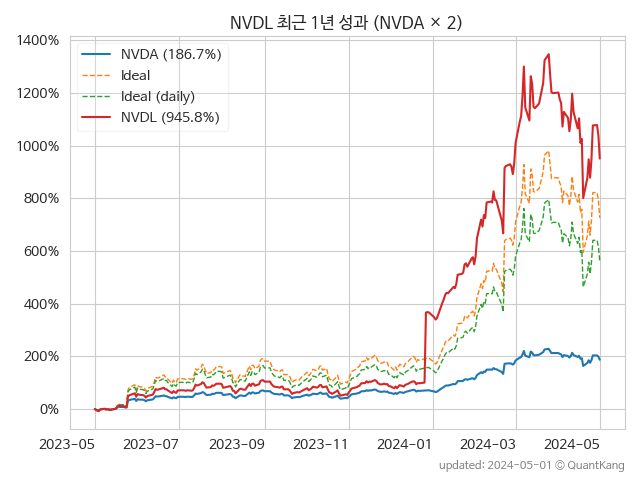 NVDL 최근 1년 성과 (NVDA × 2)
1400%
1200%
1000%
800%
600%
400%
200%
0%
NVDA (186.7%)
Ideal
Ideal (daily)
NVDL (945.8%)
2023-05
2023-07
2023-09
2023-11
2024-01
2024-03
2024-05
updated: 2024-05-01 © QuantKang